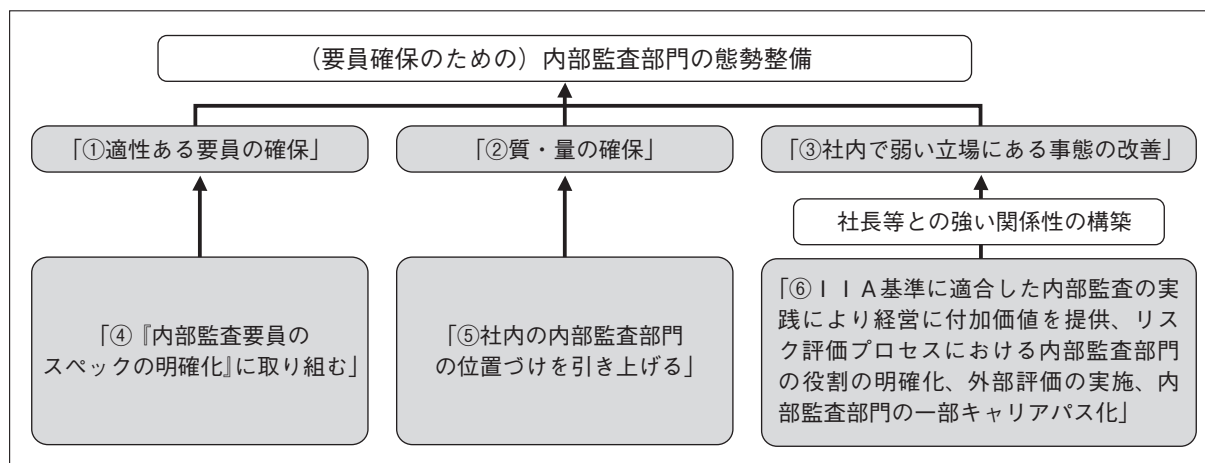 （要員確保のための）内部監査部門の態勢整備
「①適性ある要員の確保」
「②質・量の確保」
「③社内で弱い立場にある事態の改善」
社長等との強い関係性の構築
「④『内部監査要員の
スペックの明確化』に取り組む」
「⑤社内の内部監査部門
の位置づけを引き上げる」
「⑥ＩＩＡ基準に適合した内部監査の実
践により経営に付加価値を提供、リス
ク評価プロセスにおける内部監査部門
の役割の明確化、外部評価の実施、内
部監査部門の一部キャリアパス化」